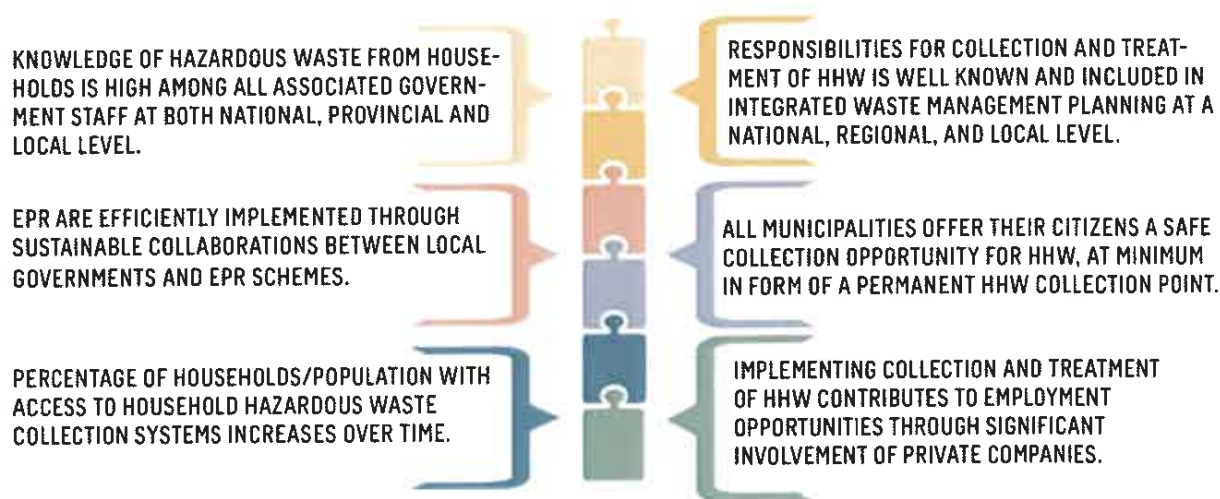 KNOWLEDGE OF HAZARDOUS WASTE FROM HOUSE-
HOLDS IS HIGH AMONG ALL ASSOCIATED GOVERN-
MENT STAFF AT BOTH NATIONAL, PROVINCIAL AND
LOCAL LEVEL.
RESPONSIBILITIES FOR COLLECTION AND TREAT-
MENT OF HHW IS WELL KNOWN AND INCLUDED IN
INTEGRATED WASTE MANAGEMENT PLANNING AT A
NATIONAL, REGIONAL, AND LOCAL LEVEL.
EPR ARE EFFICIENTLY IMPLEMENTED THROUGH
SUSTAINABLE COLLABORATIONS BETWEEN LOCAL
GOVERNMENTS AND EPR SCHEMES.
ALL MUNICIPALITIES OFFER THEIR CITIZENS A SAFE
COLLECTION OPPORTUNITY FOR HHW, AT MINIMUM
IN FORM OF A PERMANENT HHW COLLECTION POINT.
PERCENTAGE OF HOUSEHOLDS/POPULATION WITH
ACCESS TO HOUSEHOLD HAZARDOUS WASTE
COLLECTION SYSTEMS INCREASES OVER TIME.
IMPLEMENTING COLLECTION AND TREATMENT
OF HHW CONTRIBUTES TO EMPLOYMENT
OPPORTUNITIES THROUGH SIGNIFICANT
INVOLVEMENT OF PRIVATE COMPANIES.